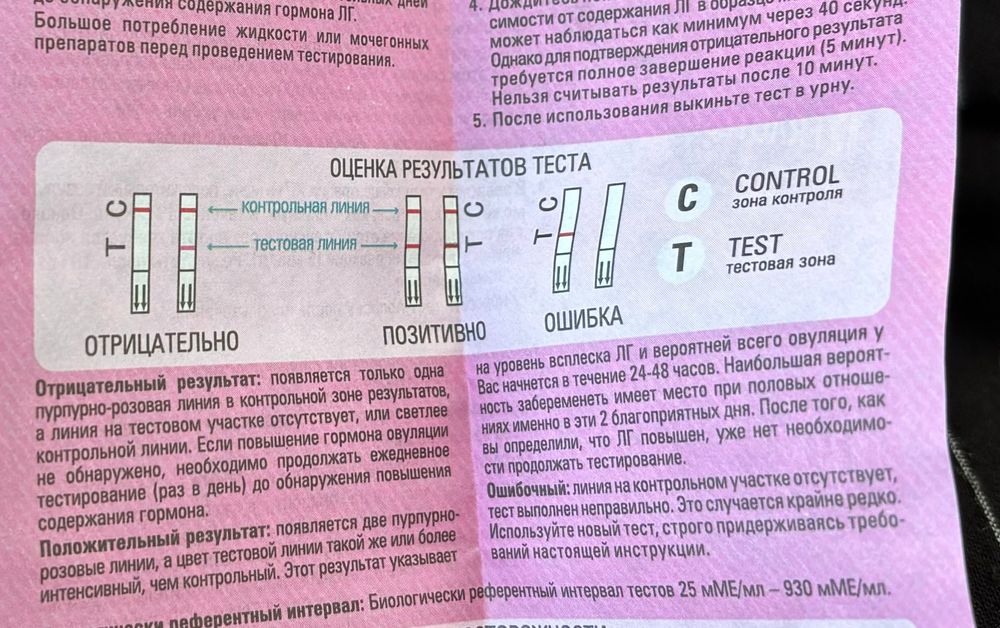 до обнаружения содержания гормона ЛГ.
Большое потребление жидкости или мочегонных
препаратов перед проведением тестирования.
симости от содержания ЛГ в
может наблюдаться как минимум через 40 секунд.
Однако для подтверждения отрицательного результата
требуется полное завершение реакции (5 минут).
Нельзя считывать результаты после 10 минут.
5. После использования выкиньте тест в урну.
ОЦЕНКА РЕЗУЛЬТАТОВ ТЕСТА
C
T
контрольная линия
тестовая линия
C
T
C
T
C CONTROL
зона контроля
T TEST
тестовая зона
ОТРИЦАТЕЛЬНО
ПОЗИТИВНО
ОШИБКА
Отрицательный результат: появляется только одна
пурпурно-розовая линия в контрольной зоне результатов,
а линия на тестовом участке отсутствует, или светлее
контрольной линии. Если повышение гормона овуляции
не обнаружено, необходимо продолжать ежедневное
тестирование (раз в день) до обнаружения повышения
содержания гормона.
Положительный результат: появляется две пурпурно-
розовые линии, а цвет тестовой линии такой же или более
интенсивный, чем контрольный. Этот результат указывает
на уровень всплеска ЛГ и вероятней всего овуляция у
Вас начнется в течение 24-48 часов. Наибольшая вероят-
ность забеременеть имеет место при половых отноше-
ниях именно в эти 2 благоприятных дня. После того, как
вы определили, что ЛГ повышен, уже нет необходимо-
сти продолжать тестирование.
Ошибочный: линия на контрольном участке отсутствует,
тест выполнен неправильно. Это случается крайне редко.
Используйте новый тест, строго придерживаясь требо-
ваний настоящей инструкции.
референтный интервал: Биологически референтный интервал тестов 25 мМЕ/мл – 930 мМЕ/мл.